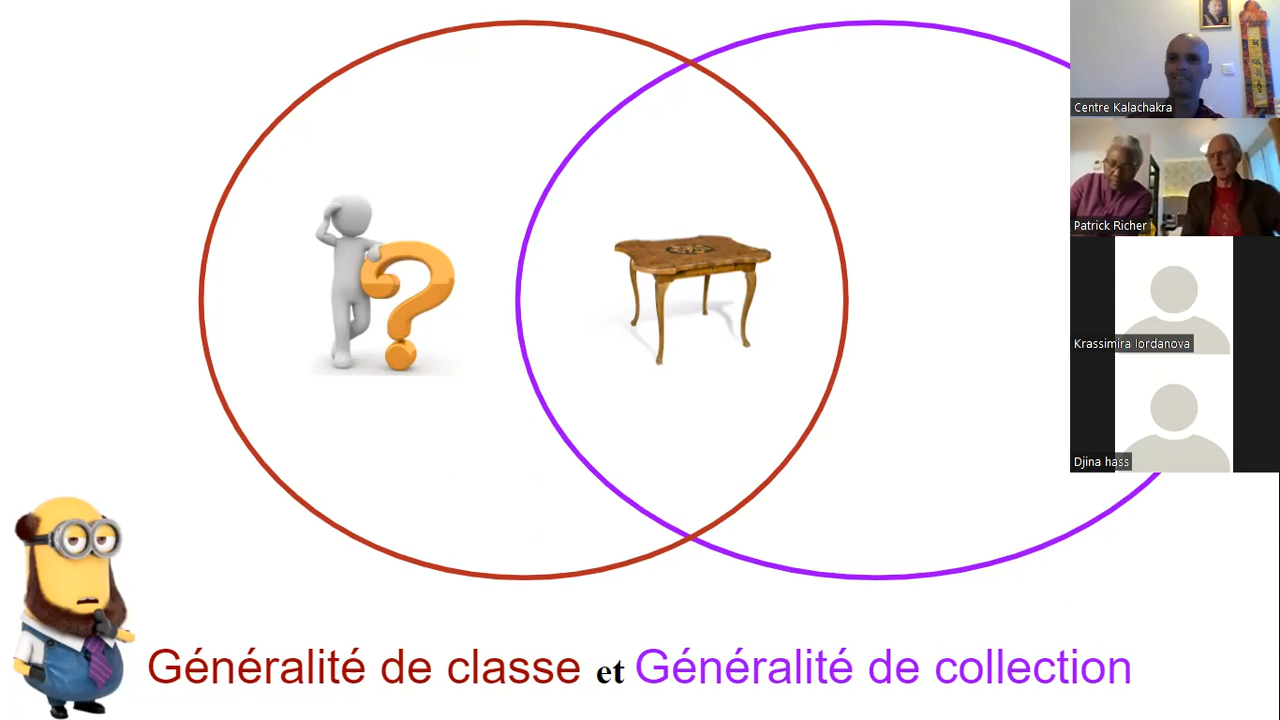 Centre Kalachakra
Patrick Richer
Krassimira Iordanova
Djina hass
Généralité de classe et Généralité de collection